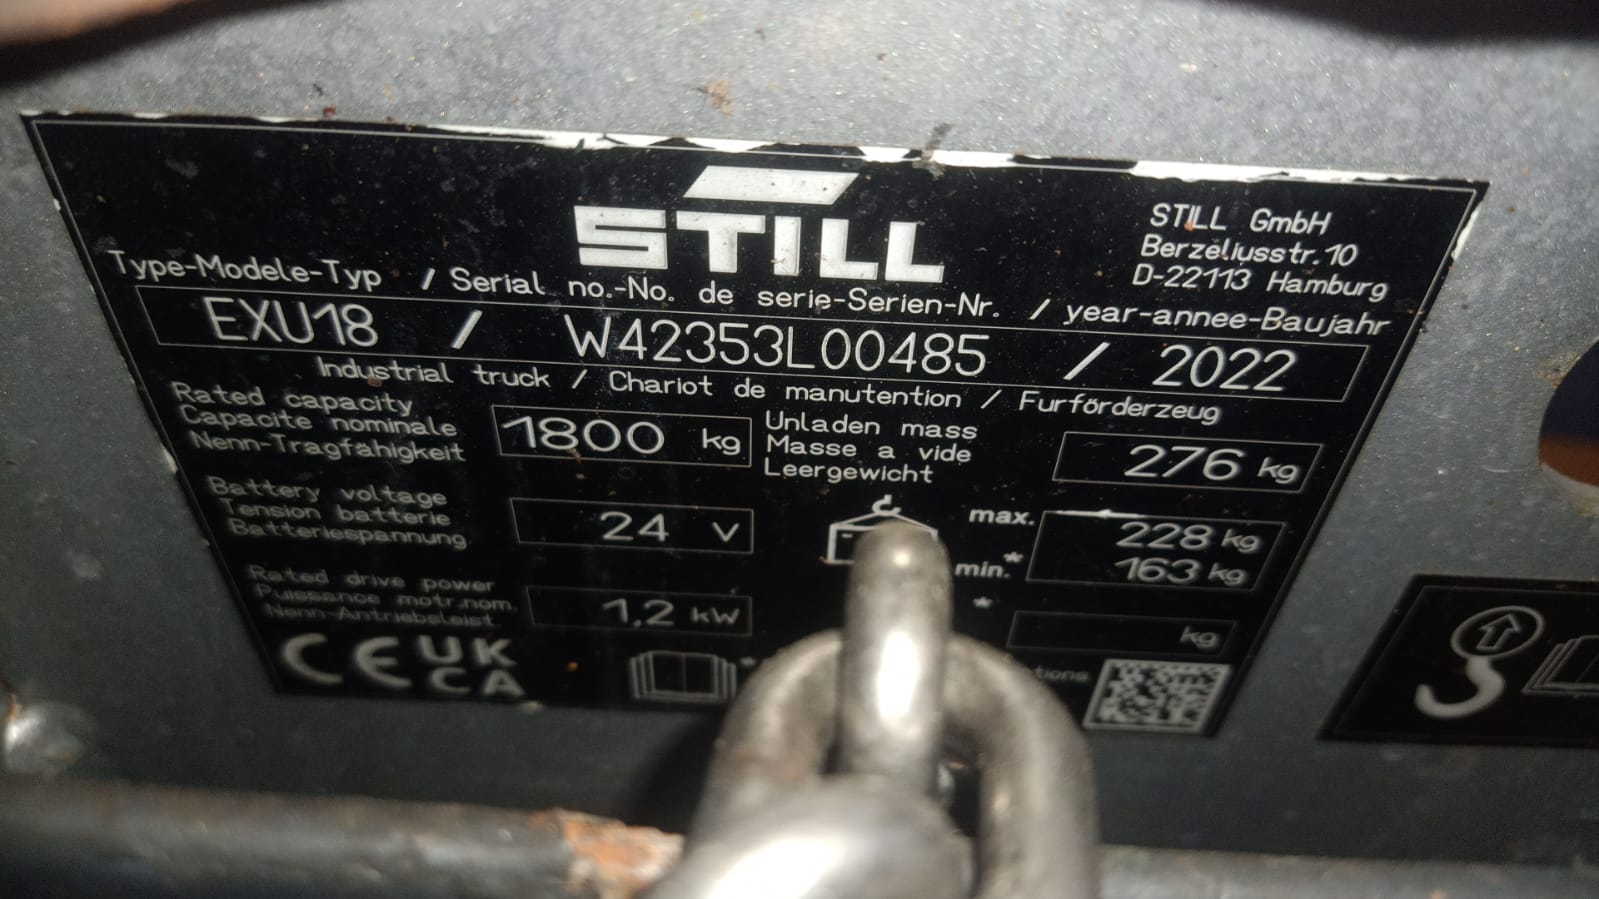 STILL
STILL GmbH
Berzeliusstr. 10
D-22113 Hamburg
Type-Modele-Typ / Serial no.-No. de serie-Serien-Nr. / year-annee-Baujahr
EXU18 / W42353L00485 / 2022
Industrial truck / Chariot de manutention / Furförderzeug
Rated capacity
Capacite nominale
Nenn-Tragfähigkeit
1800 kg
Unladen mass
Masse a vide
Leergewicht
276 kg
Battery voltage
Tension batterie
Batteriespannung
24 V
max. 228 kg
min.* 163 kg
Rated drive power
Puissance motr.nom.
Nenn-Antriebsleist.
1,2 kW
* kg
CE UK
CA
*